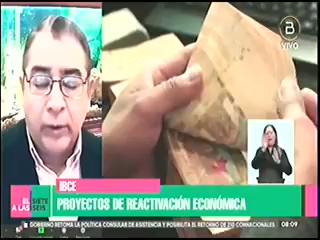 B
VIVO
IBCE
PROYECTOS DE REACTIVACIÓN ECONÓMICA
EL A LAS
SIETE
SEIS
GOBIERNO RETOMA LA POLÍTICA CONSULAR DE ASISTENCIA Y POSIBILITA EL RETORNO DE 210 CONNACIONALES
08:09